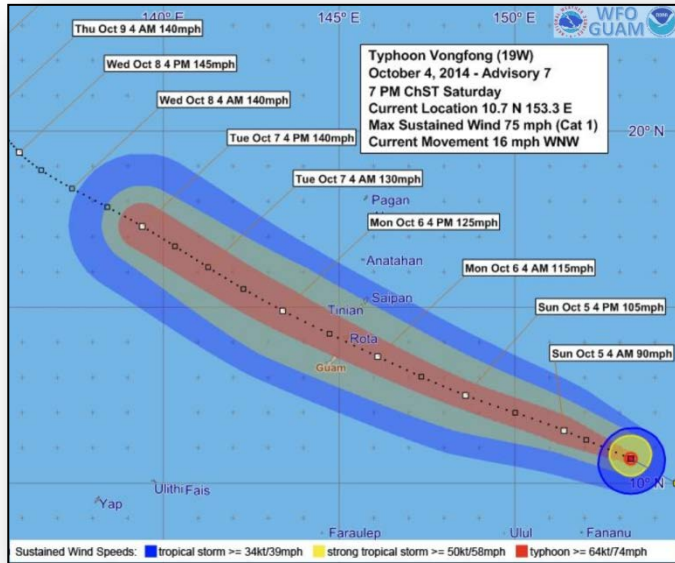 140° E
145° E
150° E
WFO
GUAM
Thu Oct 9 4 AM 140mph
Wed Oct 8 4 PM 145mph
Wed Oct 8 4 AM 140mph
Tue Oct 7 4 PM 140mph
Tue Oct 7 4 AM 130mph
Mon Oct 6 4 PM 125mph
Mon Oct 6 4 AM 115mph
Sun Oct 5 4 PM 105mph
Sun Oct 5 4 AM 90mph
Typhoon Vongfong (19W)
October 4, 2014 - Advisory 7
7 PM ChST Saturday
Current Location 10.7 N 153.3 E
Max Sustained Wind 75 mph (Cat 1)
Current Movement 16 mph WNW
20° N
Pagan
Anatahan
Saipan
Tinian
Rota
Guam
10° N
Ulithi
Fais
Yap
Faraulep
Ulul
Fananu
Sustained Wind Speeds: tropical storm >= 34kt/39mph strong tropical storm >= 50kt/58mph typhoon >= 64kt/74mph